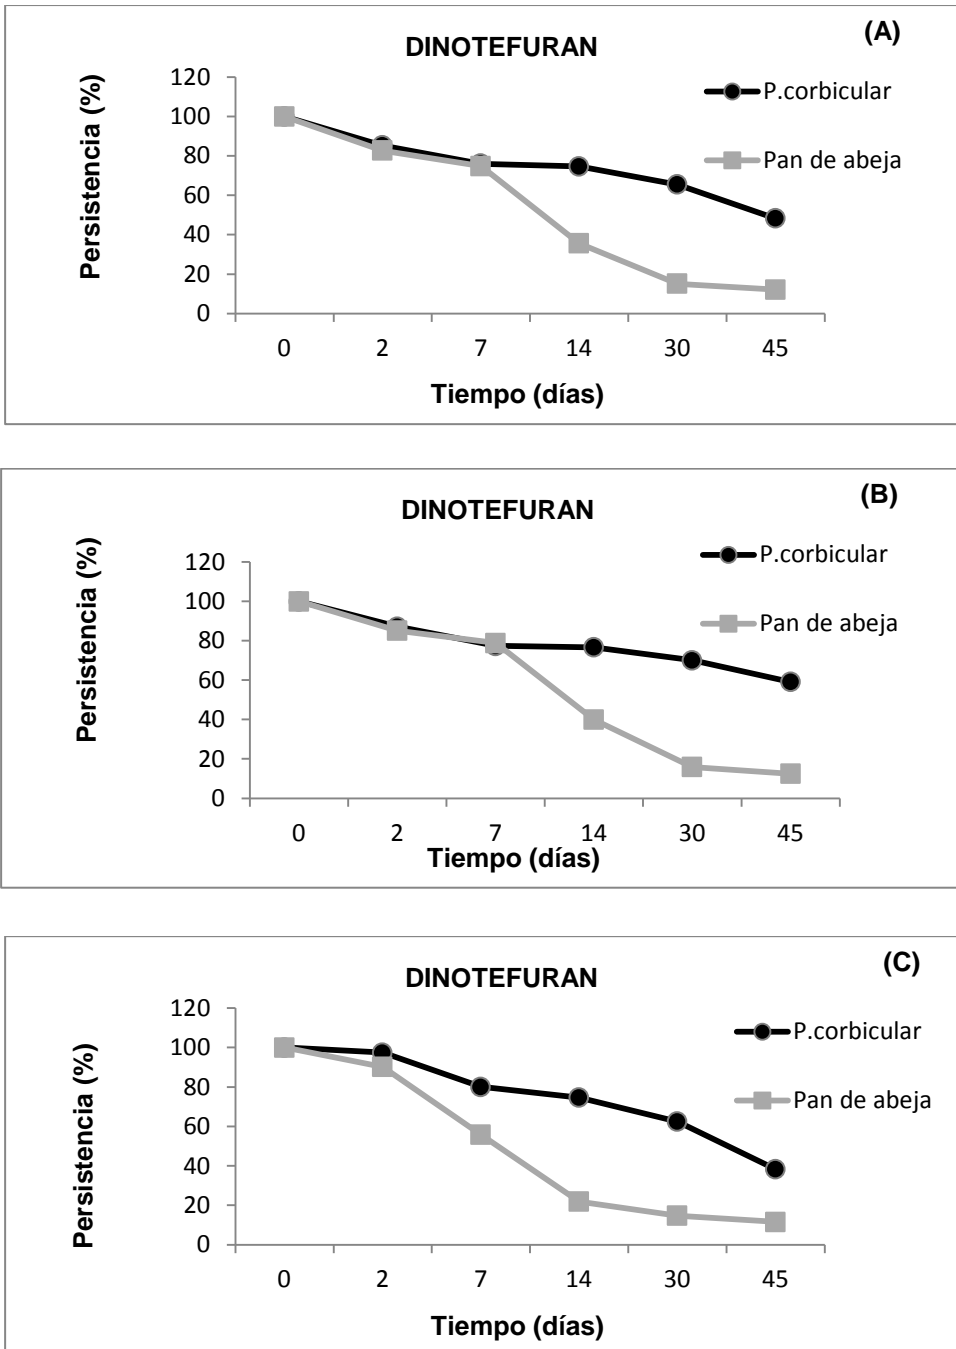 (A)
DINOTEFURAN
Persistencia (%)
120
100
80
60
40
20
0
P.corbicular
Pan de abeja
0 2 7 14 30 45
Tiempo (días)
(B)
DINOTEFURAN
Persistencia (%)
120
100
80
60
40
20
0
P.corbicular
Pan de abeja
0 2 7 14 30 45
Tiempo (días)
(C)
DINOTEFURAN
Persistencia (%)
120
100
80
60
40
20
0
P.corbicular
Pan de abeja
0 2 7 14 30 45
Tiempo (días)